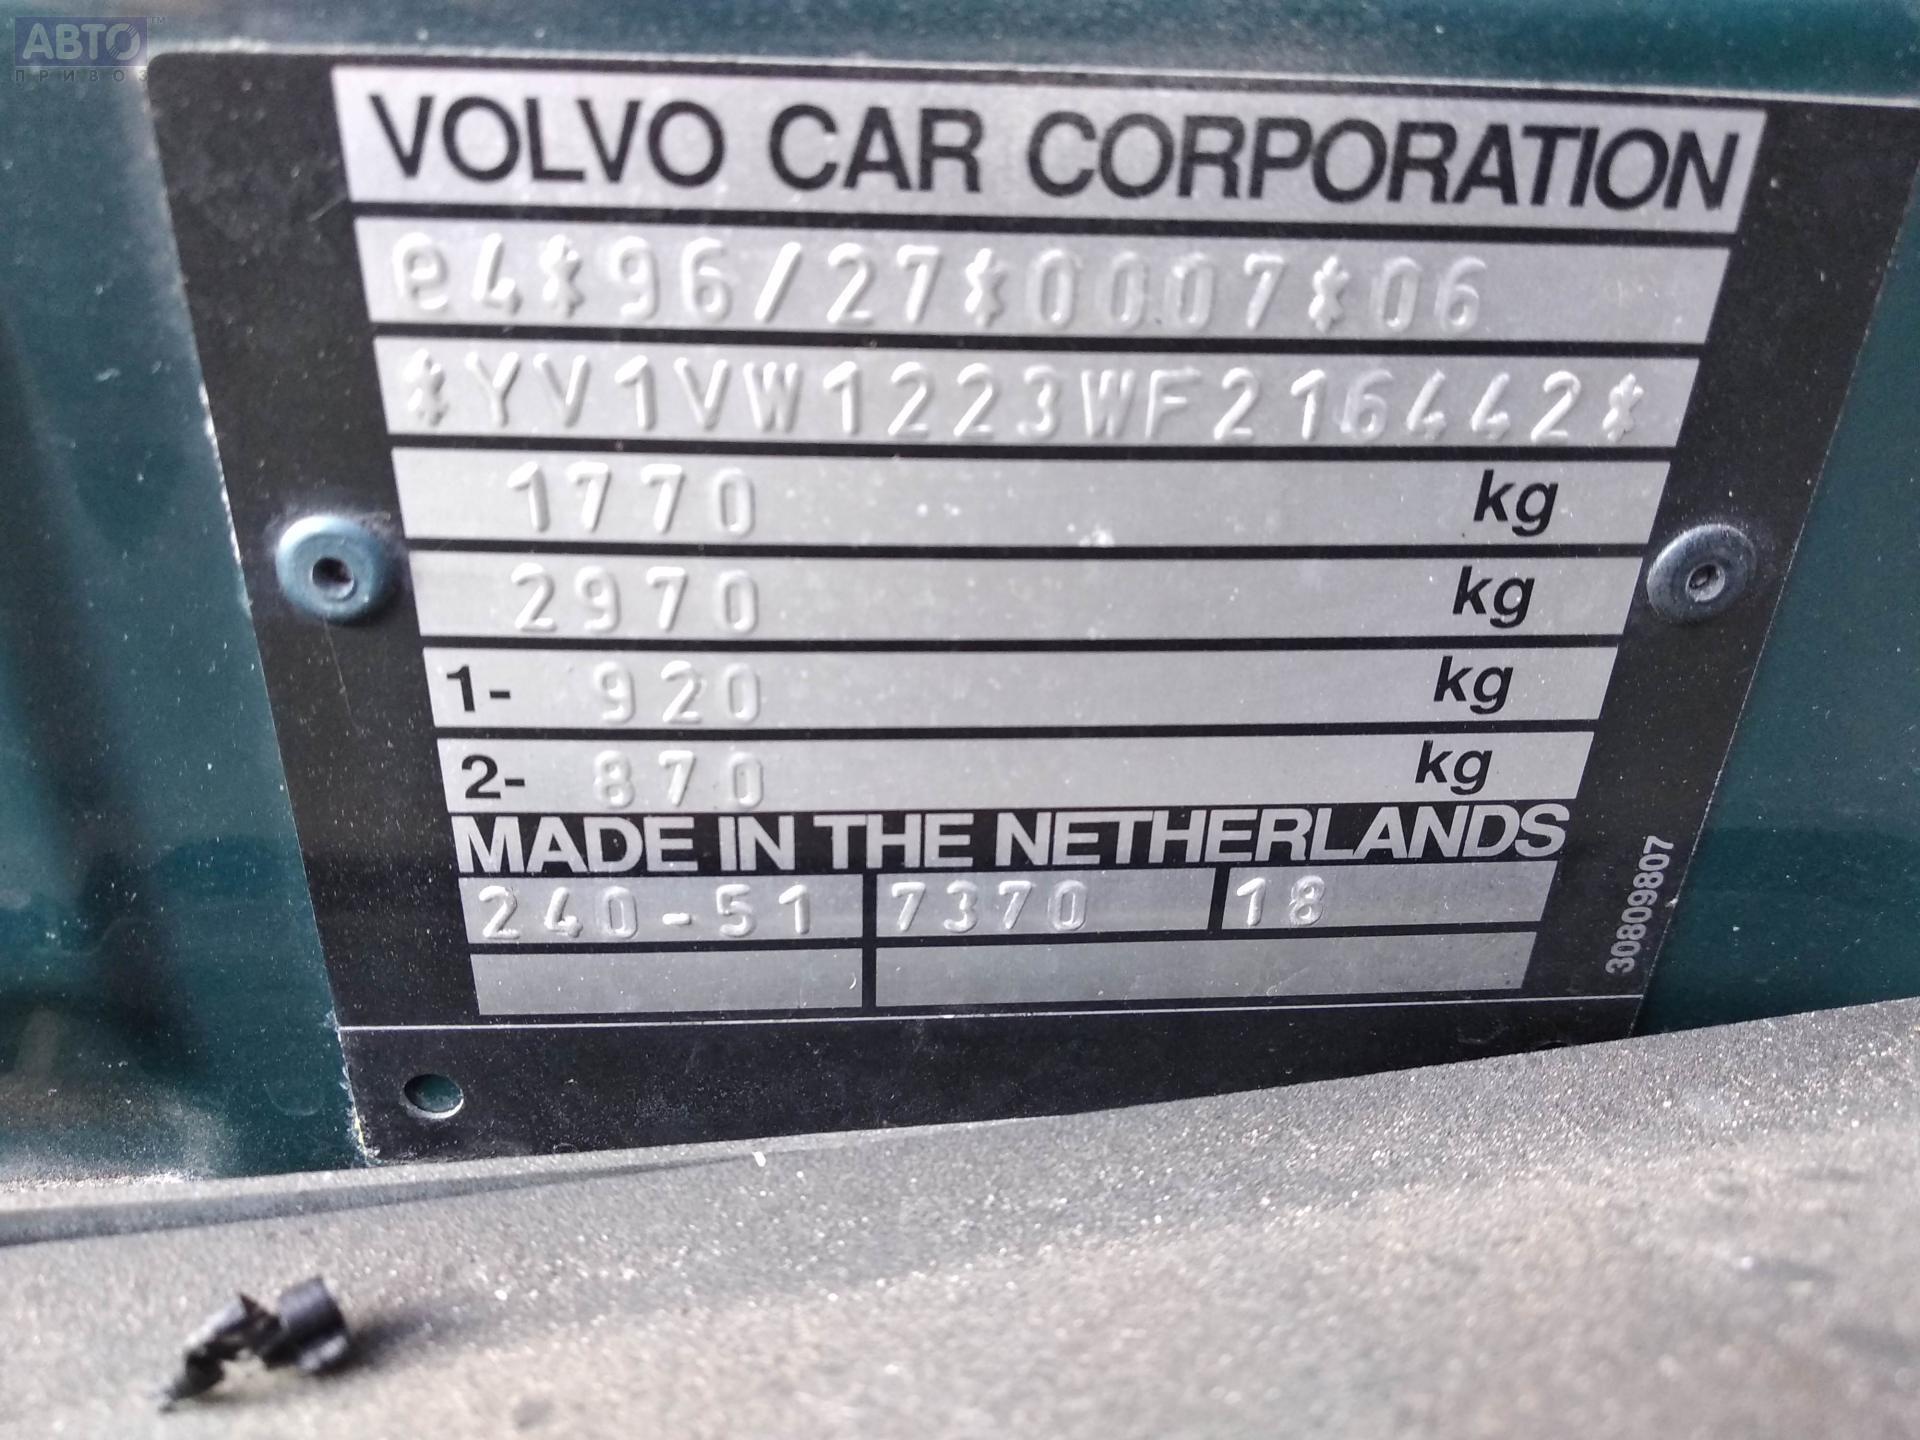 АВТО™
ПРИВОЗ
VOLVO CAR CORPORATION
e4*96/27*0007*06
*YV1VW1223WF216442*
1770 kg
2970 kg
1- 920 kg
2- 870 kg
MADE IN THE NETHERLANDS
240-51 7370 18
30809807